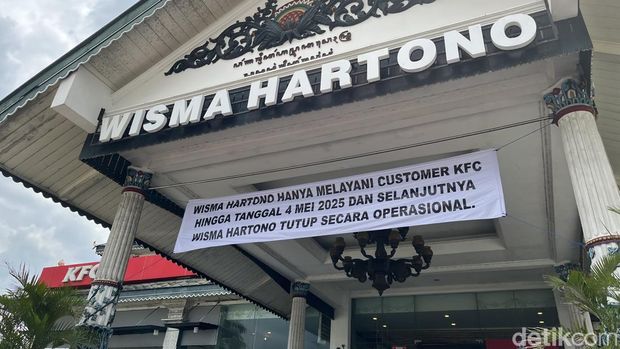 WISMA HARTONO
WISMA HARTONO HANYA MELAYANI CUSTOMER KFC
HINGGA TANGGAL 4 MEI 2025 DAN SELANJUTNYA
WISMA HARTONO TUTUP SECARA OPERASIONAL.
KFC
detikcom